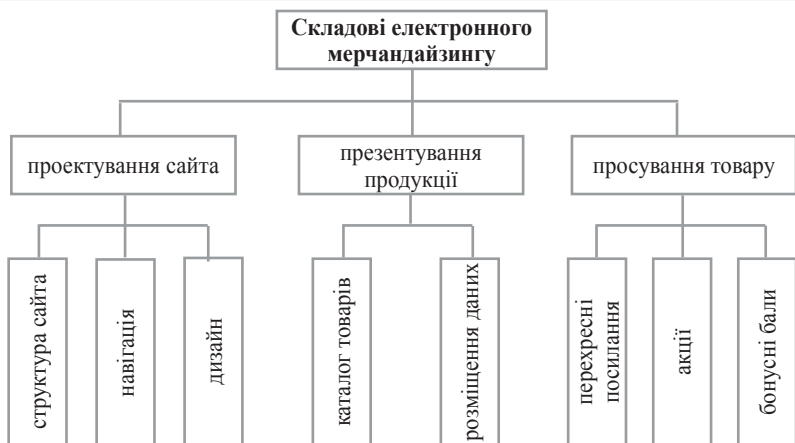 Складові електронного
мерчандайзингу
проектування сайта
презентування
продукції
просування товару
структура сайта
навігація
дизайн
каталог товарів
розміщення даних
перехресні
посилання
акції
бонусні бали